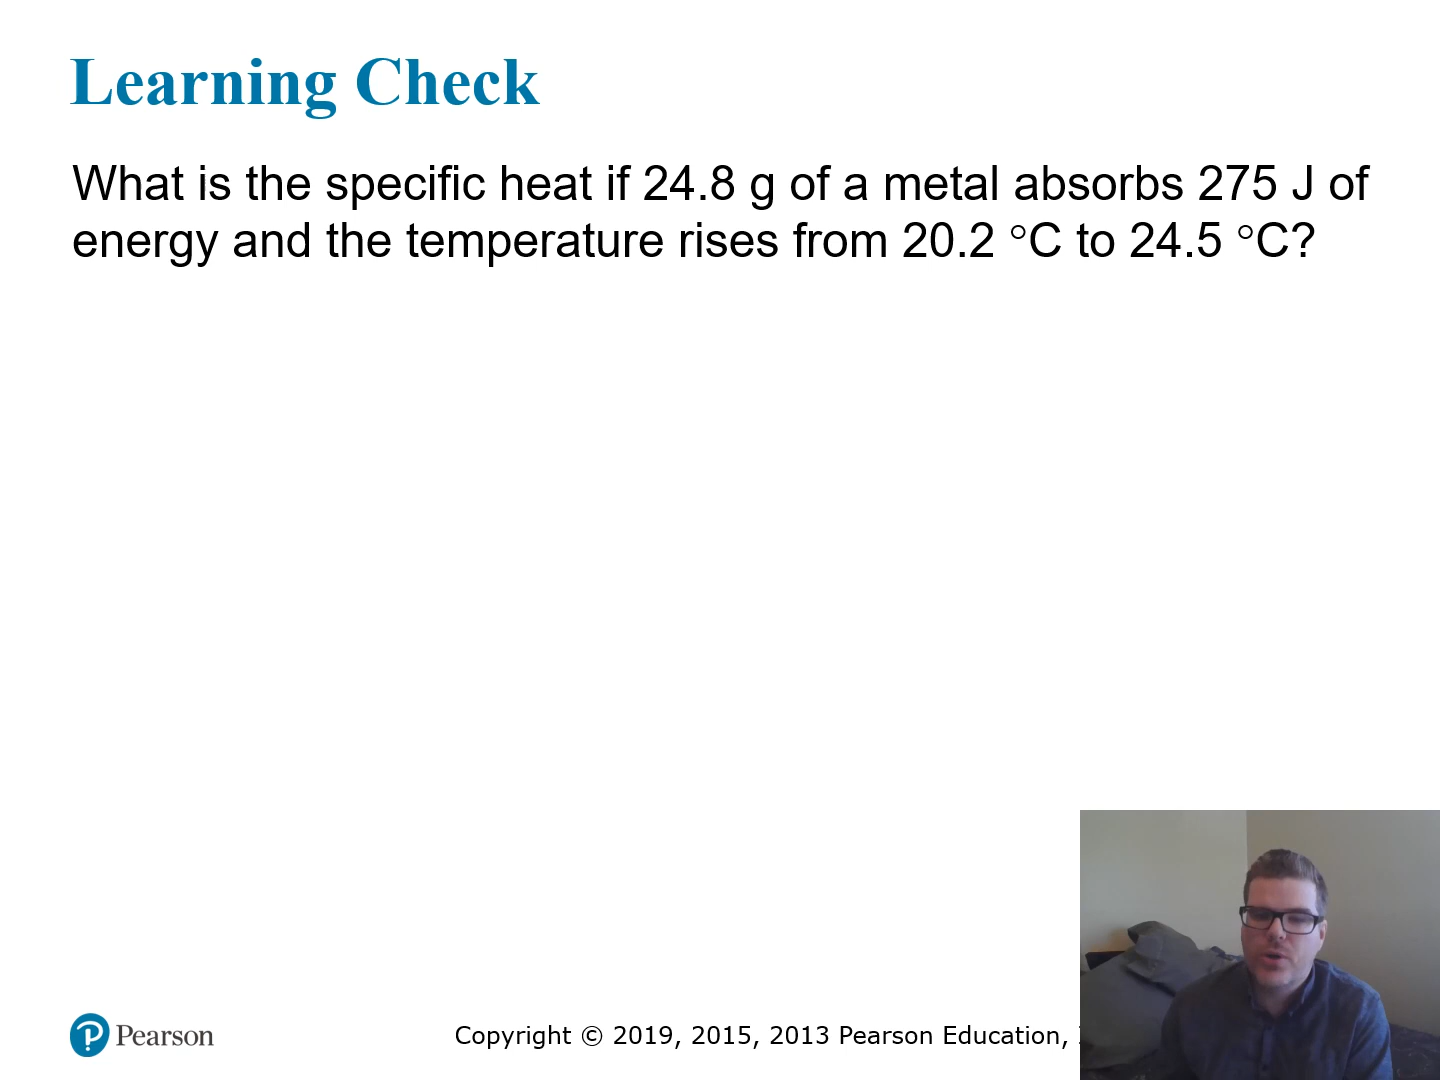 Learning Check
What is the specific heat if 24.8 g of a metal absorbs 275 J of
energy and the temperature rises from 20.2 °C to 24.5 °C?
Pearson
Copyright © 2019, 2015, 2013 Pearson Education,